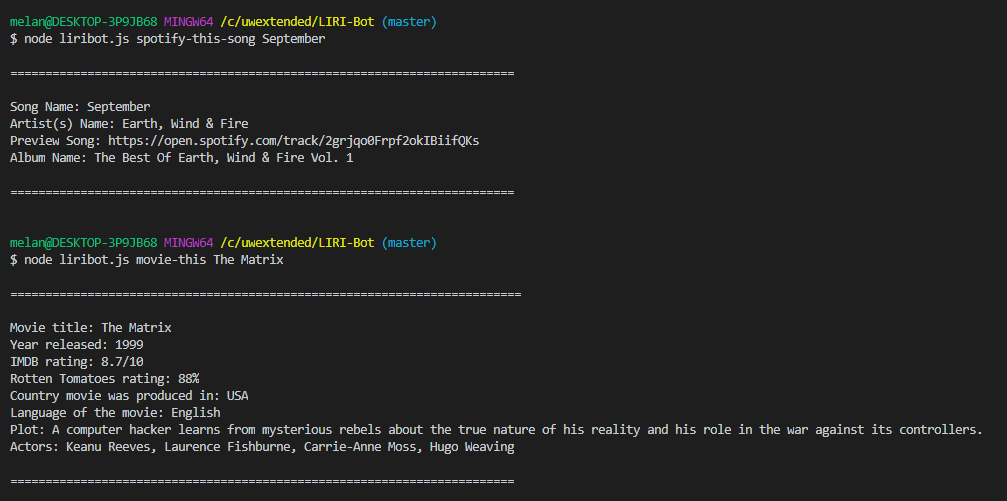 melan@DESKTOP-3P9JB68 MINGW64 /c/uwextended/LIRI-Bot (master)
$ node liribot.js spotify-this-song September
========================================================================
Song Name: September
Artist(s) Name: Earth, Wind & Fire
Preview Song: https://open.spotify.com/track/2grjqo0Frpf2okIBiifQKs
Album Name: The Best Of Earth, Wind & Fire Vol. 1
========================================================================
melan@DESKTOP-3P9JB68 MINGW64 /c/uwextended/LIRI-Bot (master)
$ node liribot.js movie-this The Matrix
=========================================================================
Movie title: The Matrix
Year released: 1999
IMDB rating: 8.7/10
Rotten Tomatoes rating: 88%
Country movie was produced in: USA
Language of the movie: English
Plot: A computer hacker learns from mysterious rebels about the true nature of his reality and his role in the war against its controllers.
Actors: Keanu Reeves, Laurence Fishburne, Carrie-Anne Moss, Hugo Weaving
========================================================================